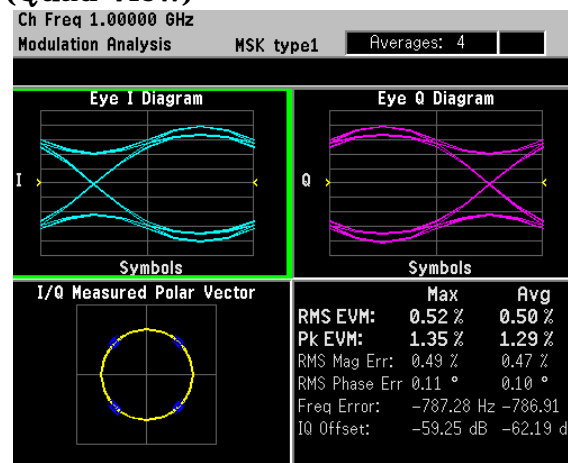 (Quad View)
Ch Freq 1.00000 GHz
Modulation Analysis MSK type1 Averages: 4
Eye I Diagram Eye Q Diagram
I Q
Symbols Symbols
I/Q Measured Polar Vector Max Avg
RMS EVM: 0.52 % 0.50 %
Pk EVM: 1.35 % 1.29 %
RMS Mag Err: 0.49 % 0.47 %
RMS Phase Err 0.11 ° 0.10 °
Freq Error: -787.28 Hz -786.91
IQ Offset: -59.25 dB -62.19 d